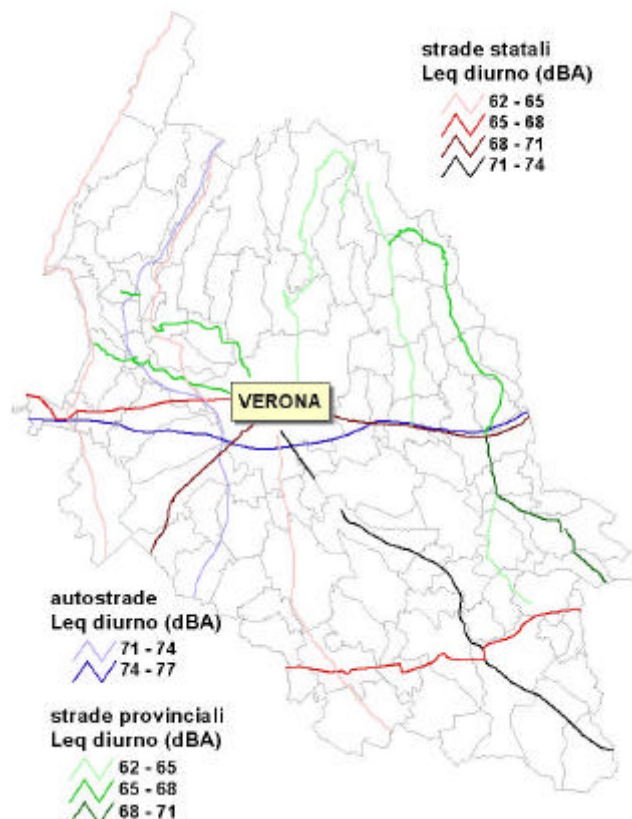 strade statali
Leq diurno (dBA)
62 - 65
65 - 68
68 - 71
71 - 74
VERONA
autostrade
Leq diurno (dBA)
71 - 74
74 - 77
strade provinciali
Leq diurno (dBA)
62 - 65
65 - 68
68 - 71